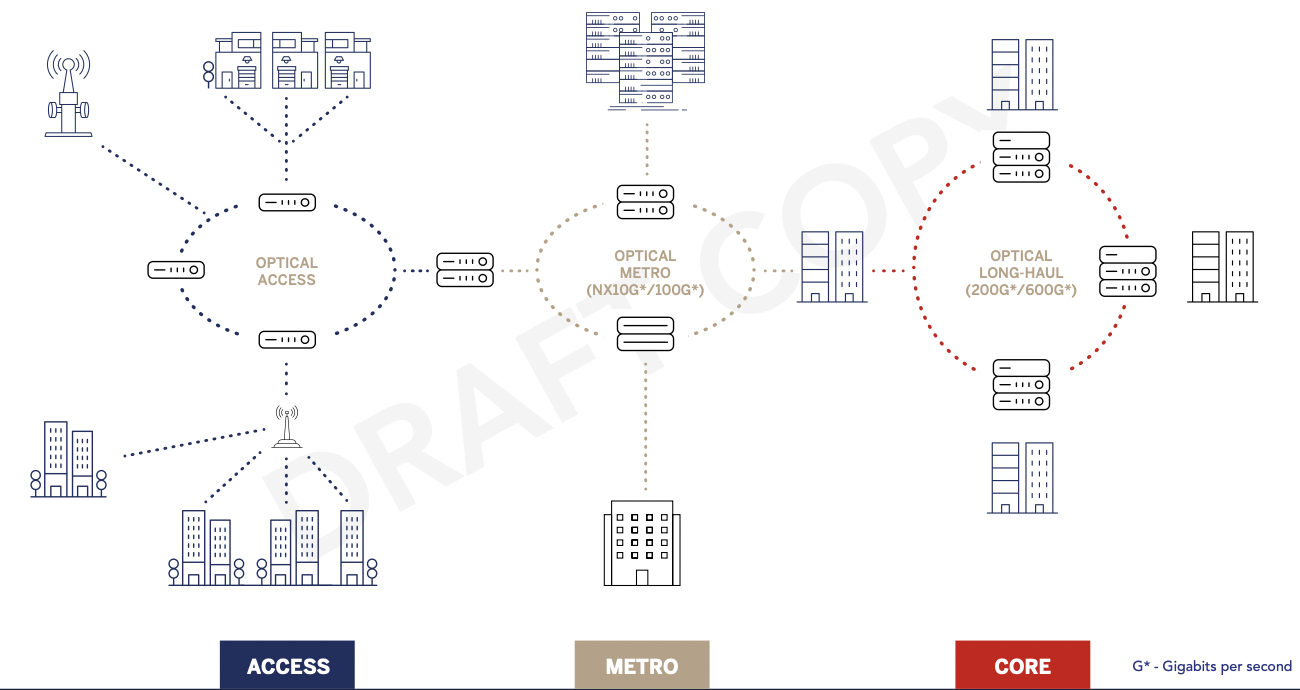 OPTICAL
ACCESS
OPTICAL
METRO
(NX10G*/100G*)
OPTICAL
LONG-HAUL
(200G*/600G*)
DRAFT COPY
ACCESS
METRO
CORE
G* - Gigabits per second